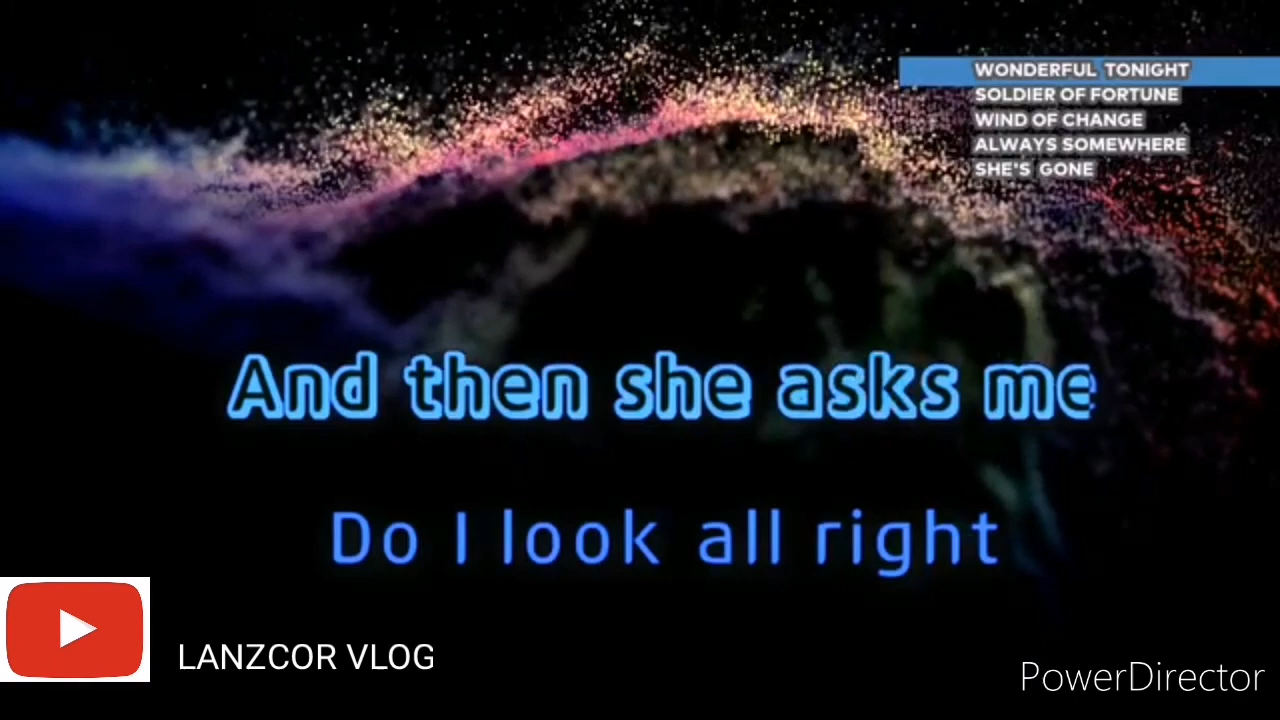 WONDERFUL TONIGHT
SOLDIER OF FORTUNE
WIND OF CHANGE
ALWAYS SOMEWHERE
SHE'S GONE
And then she asks me
Do I look all right
LANZCOR VLOG
PowerDirector